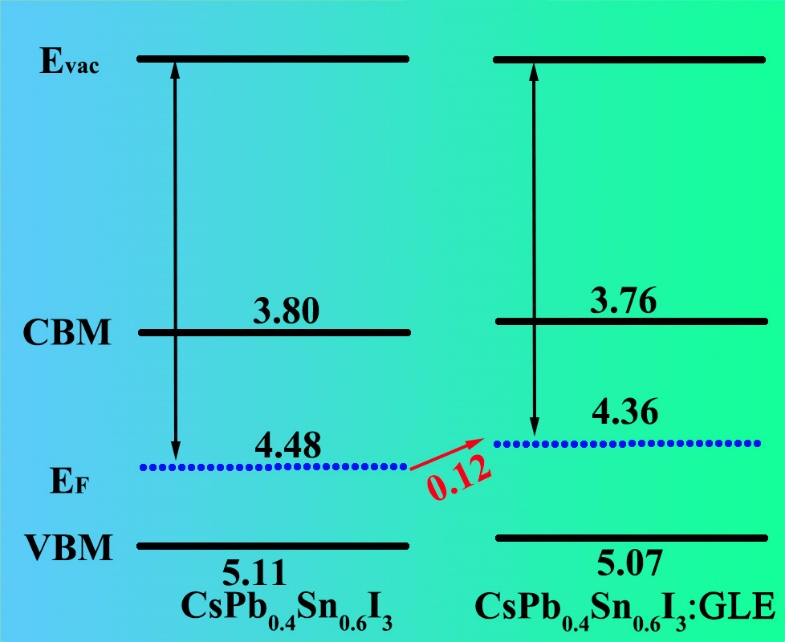 Evac
CBM
3.80
3.76
4.48
4.36
0.12
EF
VBM
5.11
5.07
CsPb0.4Sn0.6I3
CsPb0.4Sn0.6I3:GLE